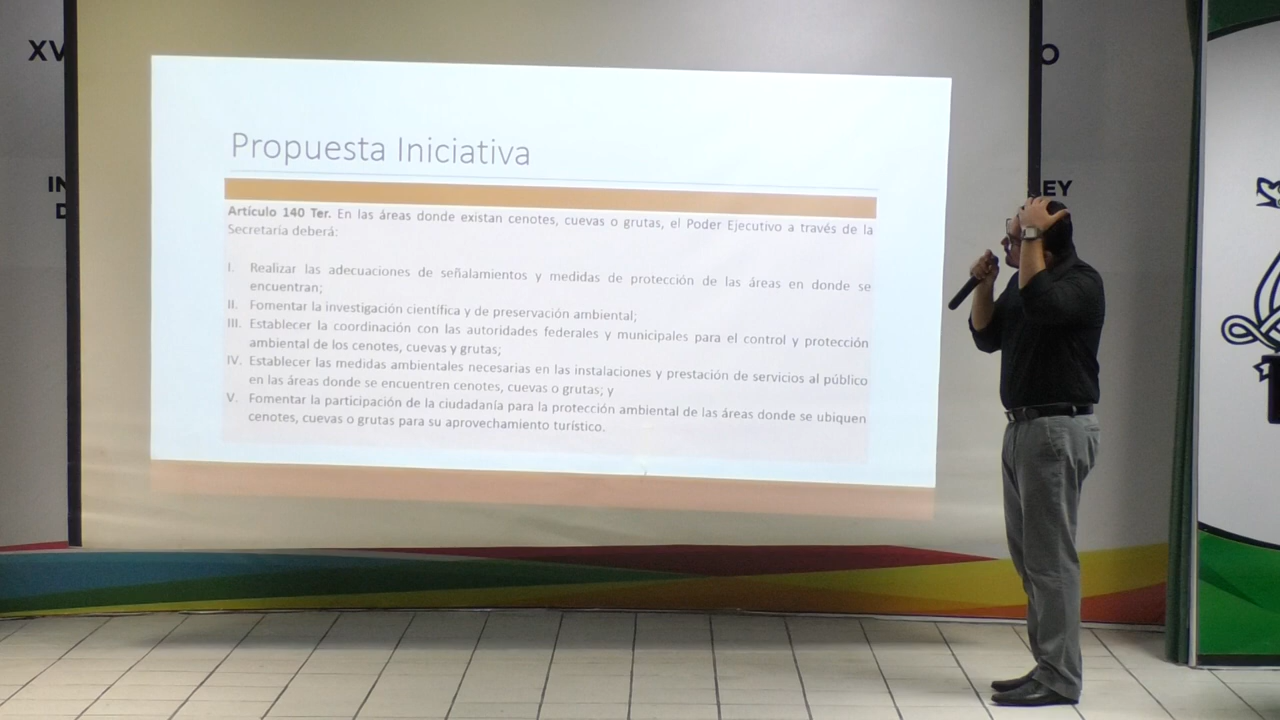 XV
O
IN
D
EY
Propuesta Iniciativa
Artículo 140 Ter. En las áreas donde existan cenotes, cuevas o grutas, el Poder Ejecutivo a través de la
Secretaría deberá:
I. Realizar las adecuaciones de señalamientos y medidas de protección de las áreas en donde se
encuentran;
II. Fomentar la investigación científica y de preservación ambiental;
III. Establecer la coordinación con las autoridades federales y municipales para el control y protección
ambiental de los cenotes, cuevas y grutas;
IV. Establecer las medidas ambientales necesarias en las instalaciones y prestación de servicios al público
en las áreas donde se encuentren cenotes, cuevas o grutas; y
V. Fomentar la participación de la ciudadanía para la protección ambiental de las áreas donde se ubiquen
cenotes, cuevas o grutas para su aprovechamiento turístico.